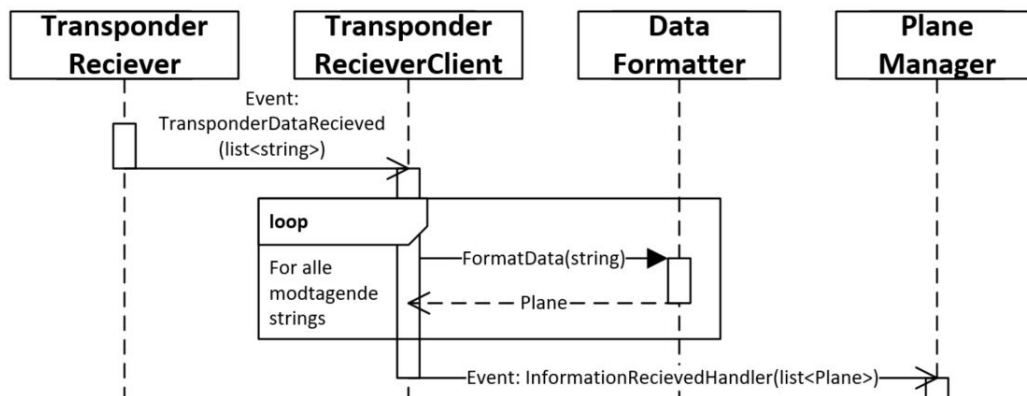 Transponder
Reciever
Transponder
RecieverClient
Data
Formatter
Plane
Manager
Event:
TransponderDataRecieved
(list<string>)
loop
For alle
modtagende
strings
FormatData(string)
Plane
Event: InformationRecievedHandler(list<Plane>)